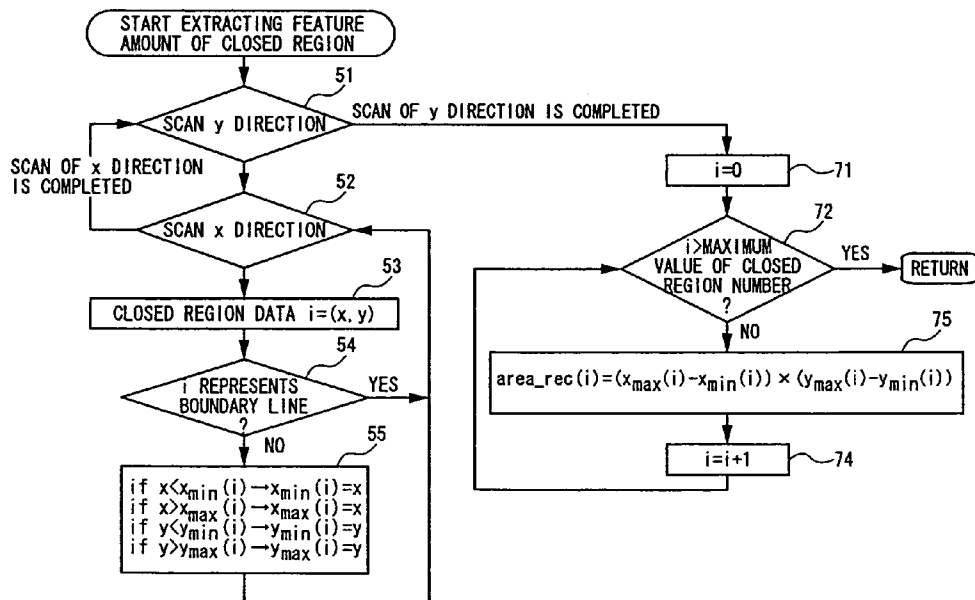 START EXTRACTING FEATURE
AMOUNT OF CLOSED REGION
51
SCAN y DIRECTION
SCAN OF y DIRECTION IS COMPLETED
SCAN OF x DIRECTION
IS COMPLETED
52
SCAN x DIRECTION
53
CLOSED REGION DATA i=(x, y)
54
i REPRESENTS
BOUNDARY LINE
?
YES
NO
55
if x<xmin(i)→xmin(i)=x
if x>xmax(i)→xmax(i)=x
if y<ymin(i)→ymin(i)=y
if y>ymax(i)→ymax(i)=y
i=0
71
72
i>MAXIMUM
VALUE OF CLOSED
REGION NUMBER
?
YES
RETURN
NO
75
area_rec(i)=(xmax(i)-xmin(i))×(ymax(i)-ymin(i))
i=i+1
74